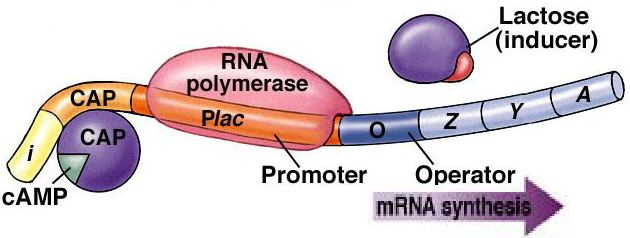 Lactose
(inducer)
RNA
polymerase
CAP
Plac
CAP
i
cAMP
O
Z
Y
A
Promoter
Operator
mRNA synthesis